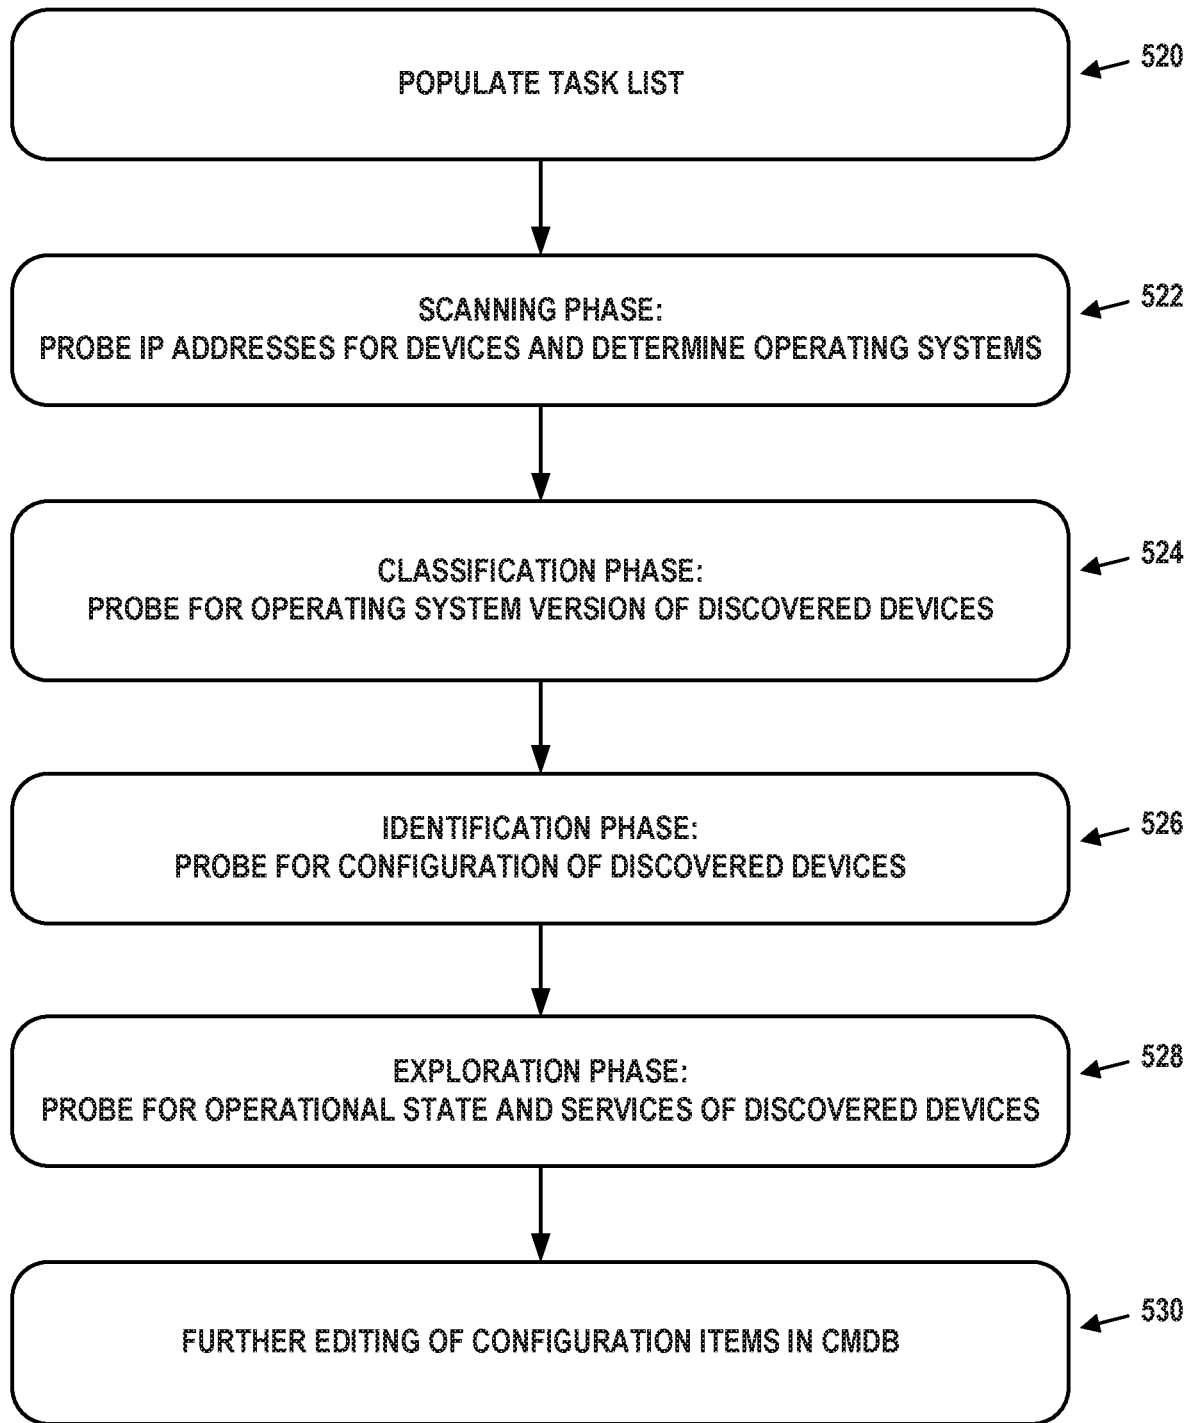 POPULATE TASK LIST
520
SCANNING PHASE:
PROBE IP ADDRESSES FOR DEVICES AND DETERMINE OPERATING SYSTEMS
522
CLASSIFICATION PHASE:
PROBE FOR OPERATING SYSTEM VERSION OF DISCOVERED DEVICES
524
IDENTIFICATION PHASE:
PROBE FOR CONFIGURATION OF DISCOVERED DEVICES
526
EXPLORATION PHASE:
PROBE FOR OPERATIONAL STATE AND SERVICES OF DISCOVERED DEVICES
528
FURTHER EDITING OF CONFIGURATION ITEMS IN CMDB
530